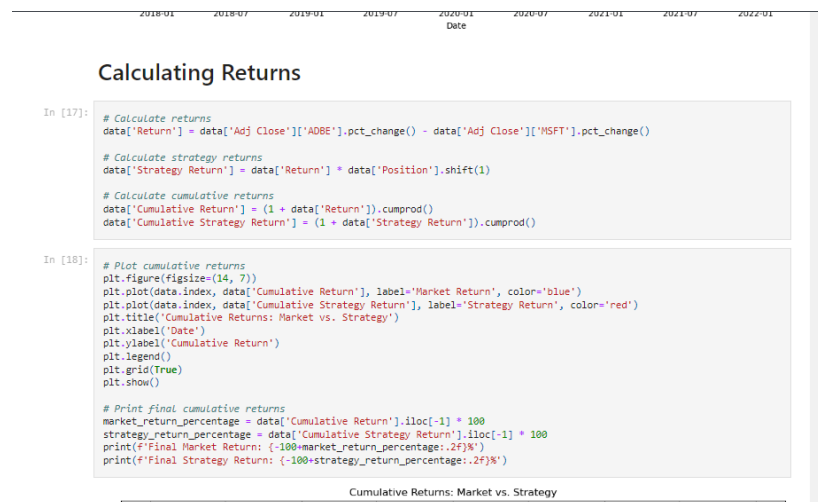 2018-01 2018-07 2019-01 2019-07 2020-01 2020-07 2021-01 2021-07 2022-01
Date
Calculating Returns
In [17]:
# Calculate returns
data['Return'] = data['Adj Close']['ADBE'].pct_change() - data['Adj Close']['MSFT'].pct_change()
# Calculate strategy returns
data['Strategy Return'] = data['Return'] * data['Position'].shift(1)
# Calculate cumulative returns
data['Cumulative Return'] = (1 + data['Return']).cumprod()
data['Cumulative Strategy Return'] = (1 + data['Strategy Return']).cumprod()
In [18]:
# Plot cumulative returns
plt.figure(figsize=(14, 7))
plt.plot(data.index, data['Cumulative Return'], label='Market Return', color='blue')
plt.plot(data.index, data['Cumulative Strategy Return'], label='Strategy Return', color='red')
plt.title('Cumulative Returns: Market vs. Strategy')
plt.xlabel('Date')
plt.ylabel('Cumulative Return')
plt.legend()
plt.grid(True)
plt.show()
# Print final cumulative returns
market_return_percentage = data['Cumulative Return'].iloc[-1] * 100
strategy_return_percentage = data['Cumulative Strategy Return'].iloc[-1] * 100
print(f'Final Market Return: {-100+market_return_percentage:.2f}%')
print(f'Final Strategy Return: {-100+strategy_return_percentage:.2f}%')
Cumulative Returns: Market vs. Strategy